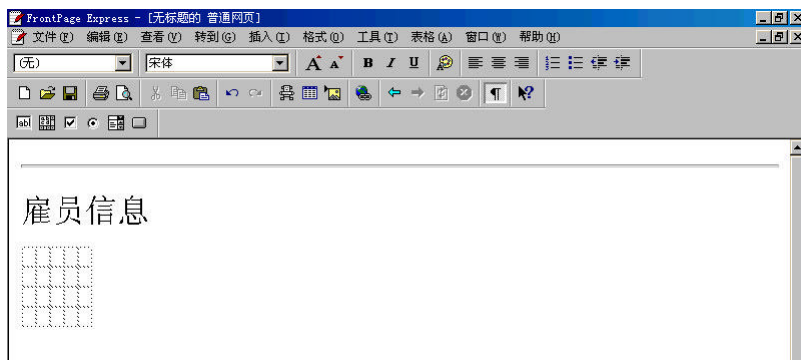 FrontPage Express - [无标题的 普通网页]
文件(F) 编辑(E) 查看(V) 转到(G) 插入(I) 格式(O) 工具(T) 表格(A) 窗口(W) 帮助(H)
(无) 宋体 A A B I U
¶ ?
abl
雇员信息